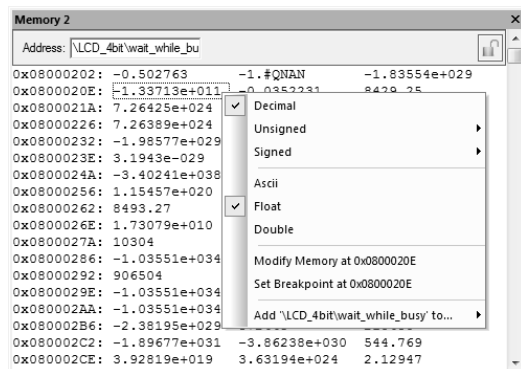 Memory 2
Address: \LCD_4bit\wait_while_bu
0x08000202: -0.502763 -1.#QNAN -1.83554e+029
0x0800020E: -1.33713e+011 -0.0352231 8429.25
0x0800021A: 7.26425e+024
0x08000226: 7.26389e+024
0x08000232: -1.98577e+029
0x0800023E: 3.1943e-029
0x0800024A: -3.40241e+038
0x08000256: 1.15457e+020
0x08000262: 8493.27
0x0800026E: 1.73079e+010
0x0800027A: 10304
0x08000286: -1.03551e+034
0x08000292: 906504
0x0800029E: -1.03551e+034
0x080002AA: -1.03551e+034
0x080002B6: -2.38195e+029
0x080002C2: -1.89677e+031 -3.86238e+030 544.769
0x080002CE: 3.92819e+019 3.63194e+024 2.12947
Decimal
Unsigned
Signed
Ascii
Float
Double
Modify Memory at 0x0800020E
Set Breakpoint at 0x0800020E
Add '\LCD_4bit\wait_while_busy' to...